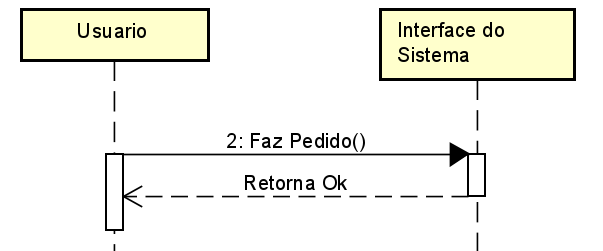 Usuario
Interface do
Sistema
2: Faz Pedido()
Retorna Ok